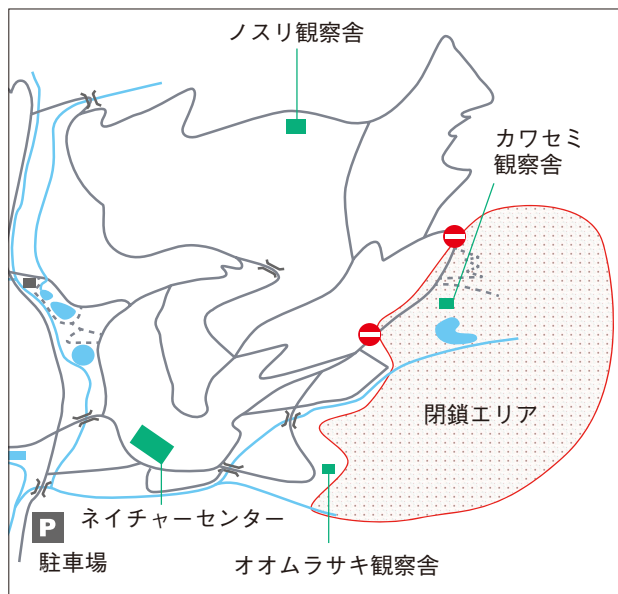 ノスリ観察舎
カワセミ
観察舎
閉鎖エリア
ネイチャーセンター
P
駐車場
オオムラサキ観察舎